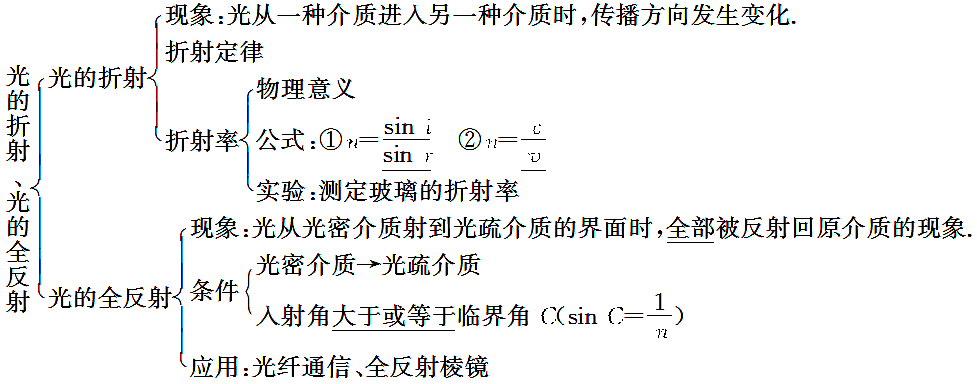 光的折射、光的全反射
光的折射
现象:光从一种介质进入另一种介质时,传播方向发生变化.
折射定律
折射率
物理意义
公式:①n=sin i/sin r ②n=c/v
实验:测定玻璃的折射率
光的全反射
现象:光从光密介质射到光疏介质的界面时,全部被反射回原介质的现象.
条件
光密介质→光疏介质
入射角大于或等于临界角 C(sin C=1/n)
应用:光纤通信、全反射棱镜